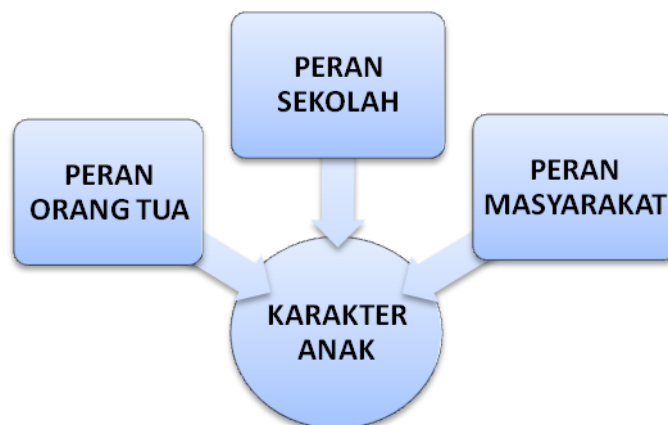 PERAN
SEKOLAH
PERAN
ORANG TUA
PERAN
MASYARAKAT
KARAKTER
ANAK